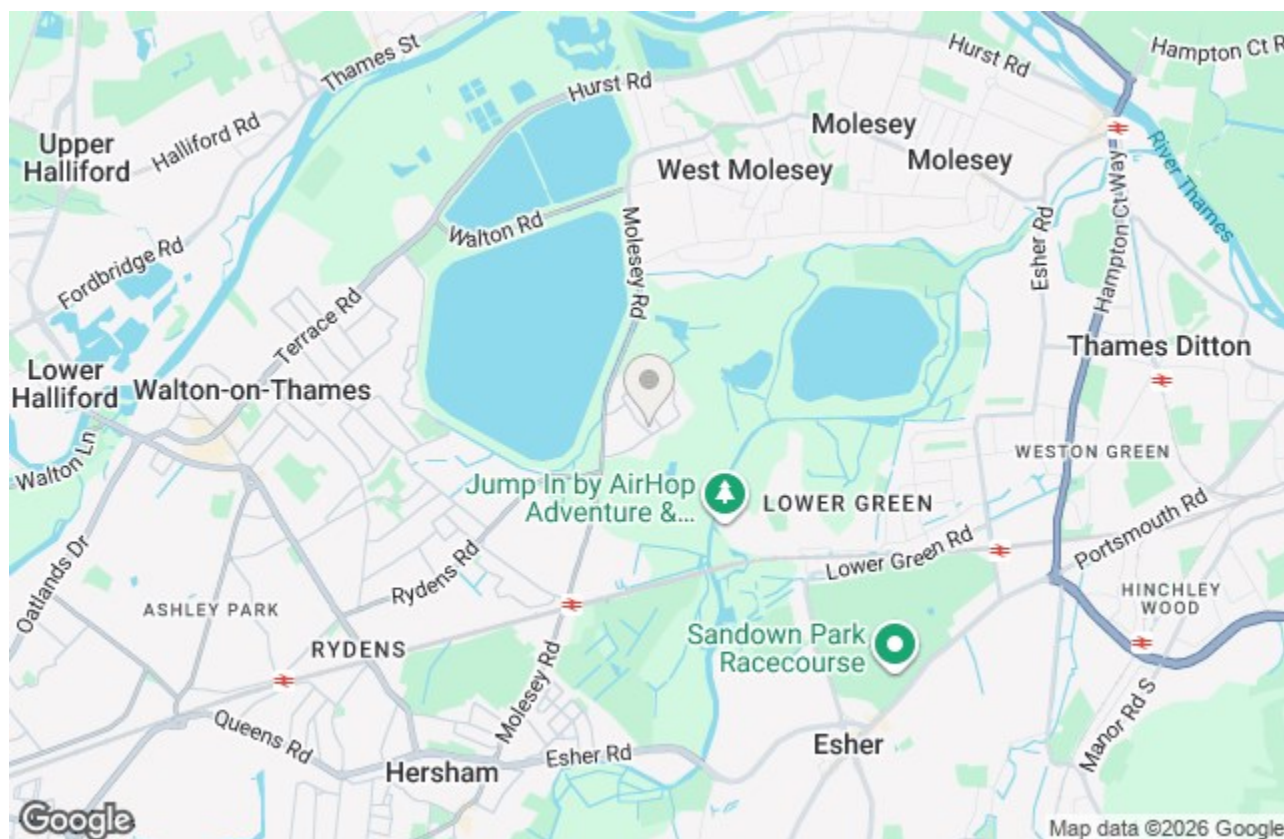 Thames St
Hurst Rd
Hampton Ct R
Upper
Halliford
Halliford Rd
Hurst Rd
Molesey
Molesey
West Molesey
River Thames
Fordbridge Rd
Walton Rd
Molesey Rd
Esher Rd
Hampton Ct Way
Terrace Rd
Lower
Halliford
Walton-on-Thames
Thames Ditton
Walton Ln
WESTON GREEN
Jump In by AirHop
Adventure &...
LOWER GREEN
Portsmouth Rd
Oatlands Dr
Rydens Rd
Lower Green Rd
ASHLEY PARK
HINCHLEY
WOOD
RYDENS
Sandown Park
Racecourse
Molesey Rd
Queens Rd
Esher Rd
Esher
Manor Rd S
Hersham
Google
Map data ©2026 Google